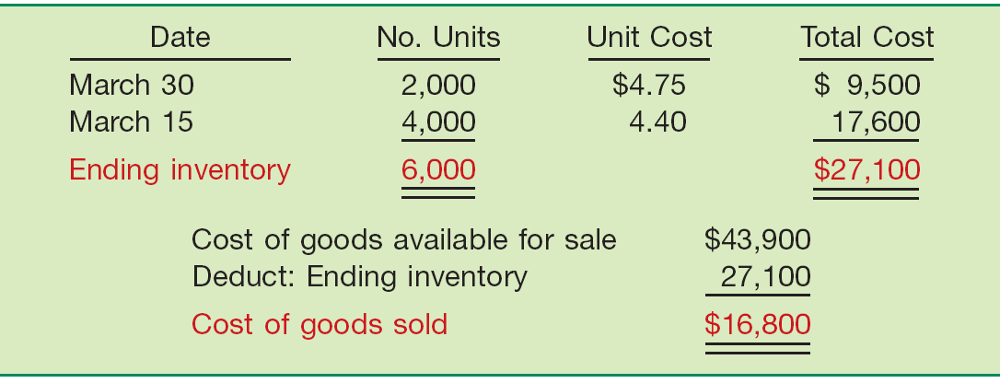 Date No. Units Unit Cost Total Cost
March 30 2,000 $4.75 $ 9,500
March 15 4,000 4.40 17,600
Ending inventory 6,000 $27,100
Cost of goods available for sale $43,900
Deduct: Ending inventory 27,100
Cost of goods sold $16,800